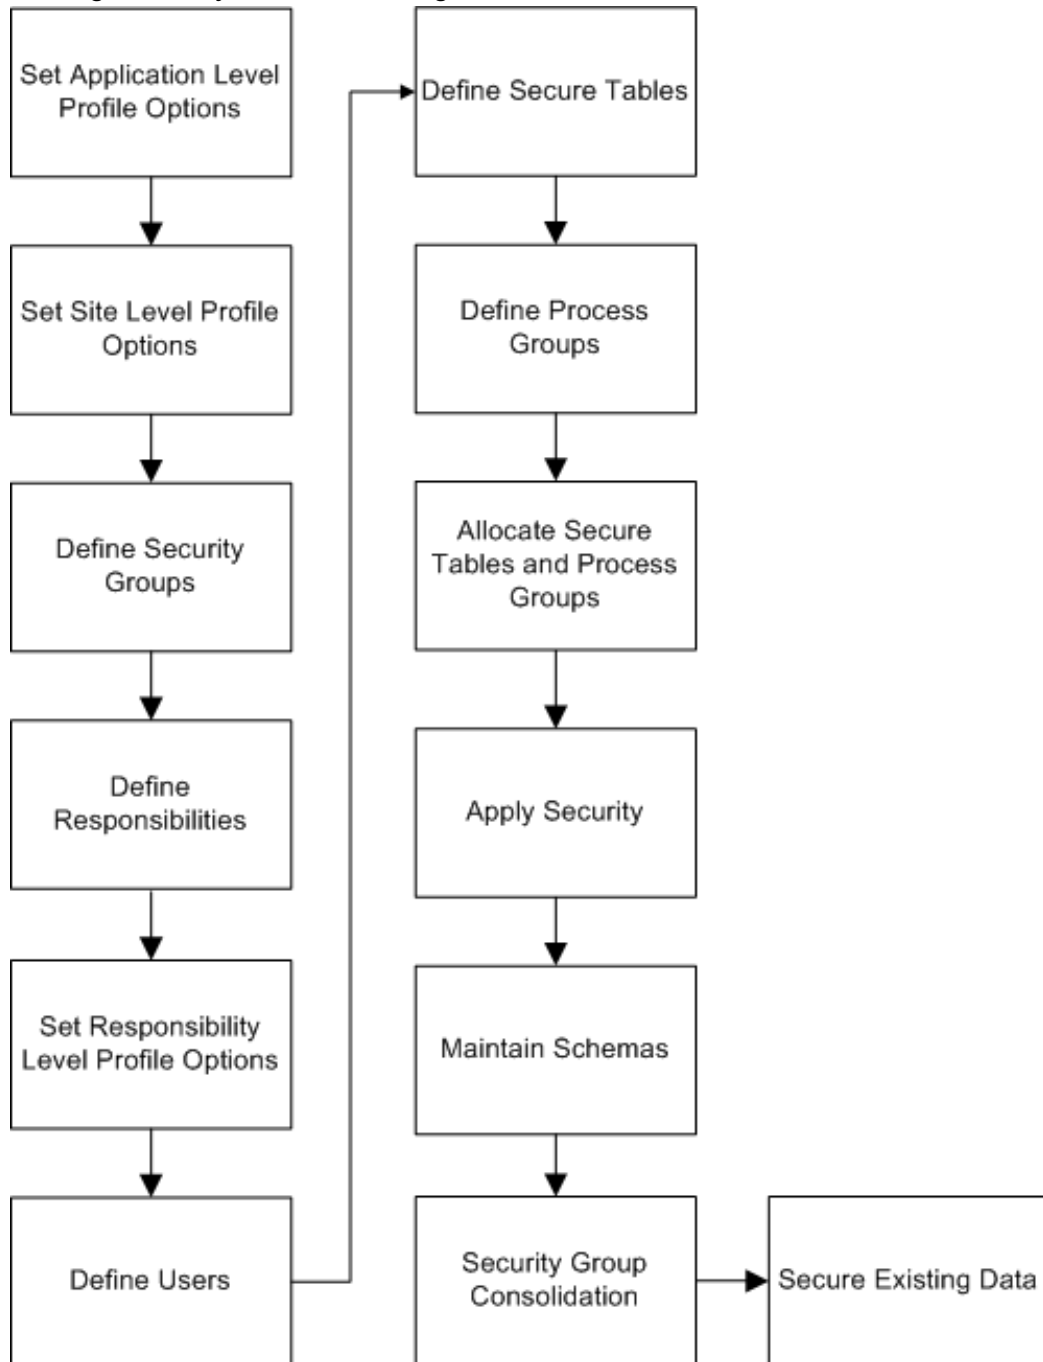 Set Application Level
Profile Options
Set Site Level Profile
Options
Define Security
Groups
Define
Responsibilities
Set Responsibility
Level Profile Options
Define Users
Define Secure Tables
Define Process
Groups
Allocate Secure
Tables and Process
Groups
Apply Security
Maintain Schemas
Security Group
Consolidation
Secure Existing Data